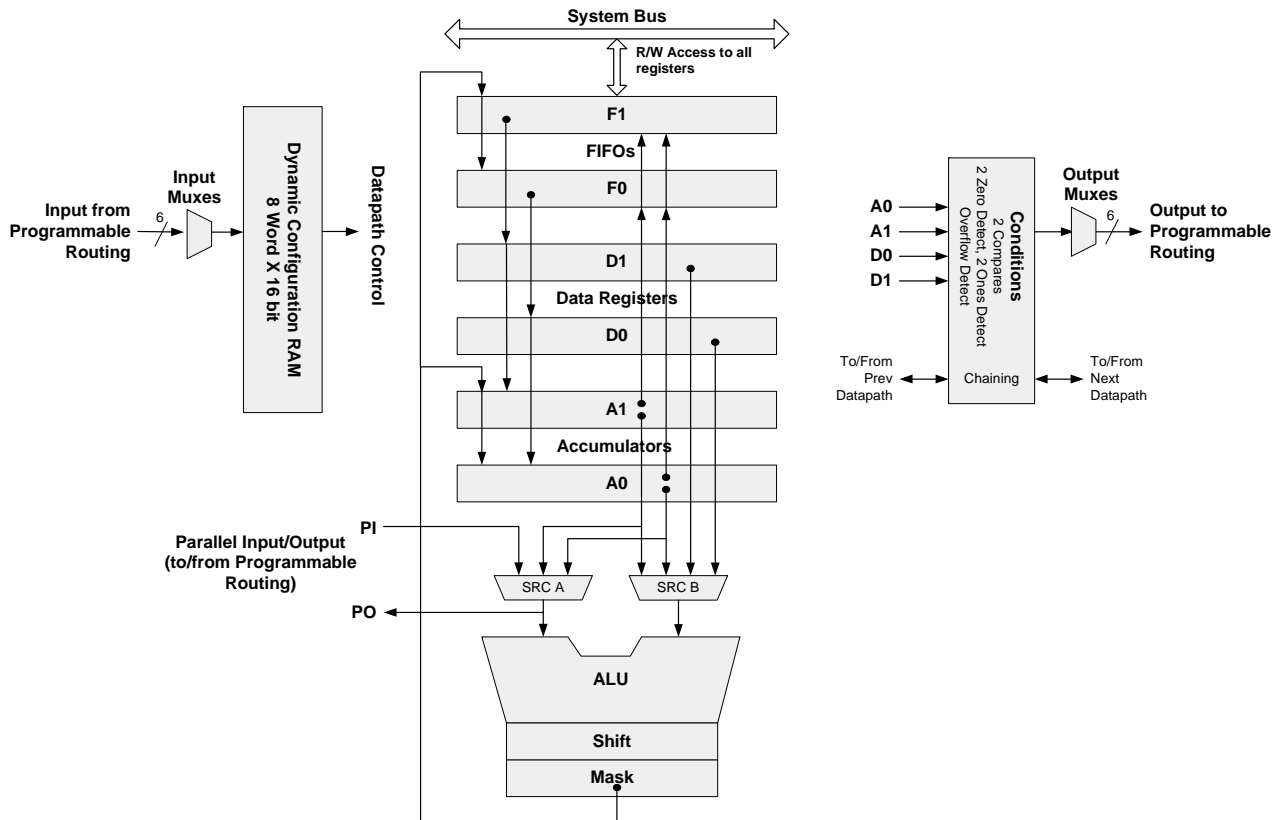 System Bus
R/W Access to all
registers
F1
FIFOs
F0
D1
Data Registers
D0
A1
Accumulators
A0
Input from
Programmable
Routing
6
Input
Muxes
Dynamic Configuration RAM
8 Word X 16 bit
Datapath Control
PI
Parallel Input/Output
(to/from Programmable
Routing)
PO
SRC A
SRC B
ALU
Shift
Mask
A0
A1
D0
D1
Conditions
2 Compares
2 Zero Detect, 2 Ones Detect
Overflow Detect
Chaining
To/From
Prev
Datapath
To/From
Next
Datapath
Output
Muxes
6
Output to
Programmable
Routing